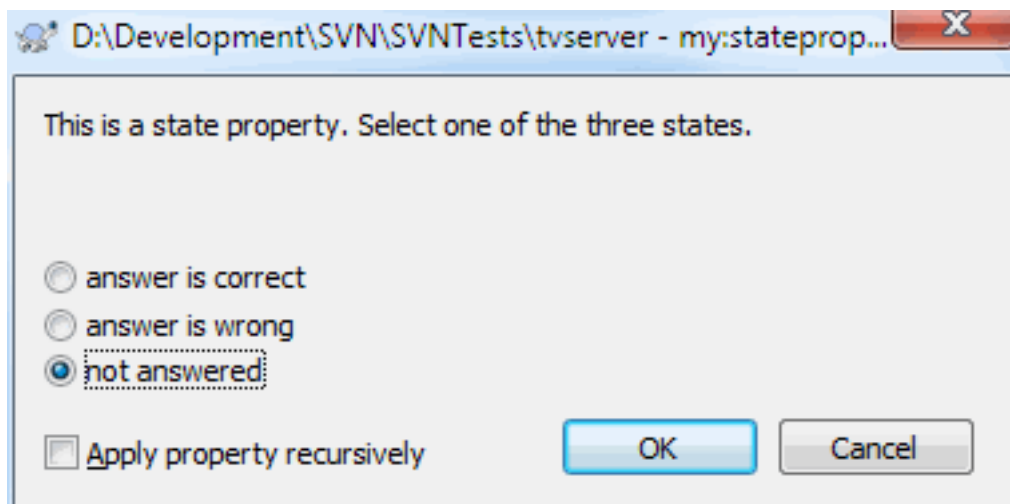 D:\Development\SVN\SVNTests\tvserver - my:stateprop...
This is a state property. Select one of the three states.
answer is correct
answer is wrong
not answered
Apply property recursively
OK
Cancel